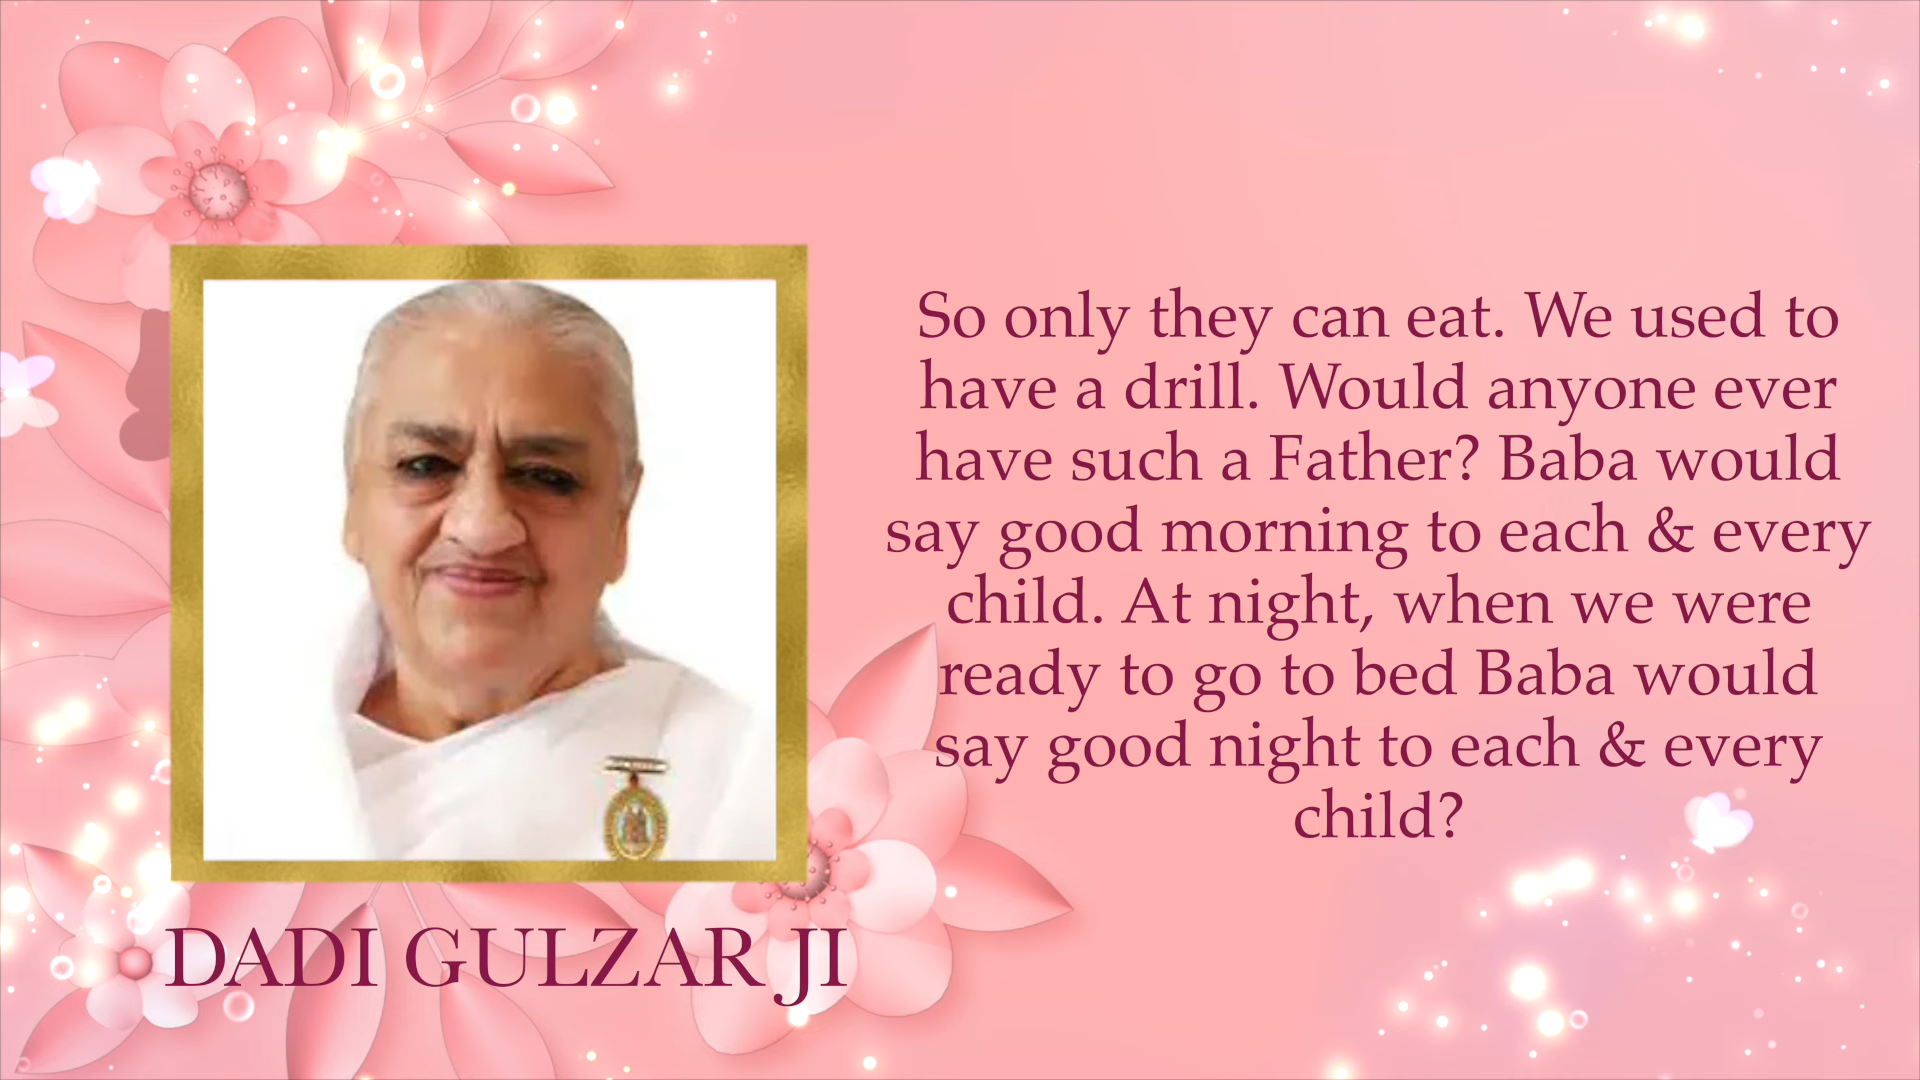 So only they can eat. We used to
have a drill. Would anyone ever
have such a Father? Baba would
say good morning to each & every
child. At night, when we were
ready to go to bed Baba would
say good night to each & every
child?
DADI GULZAR JI